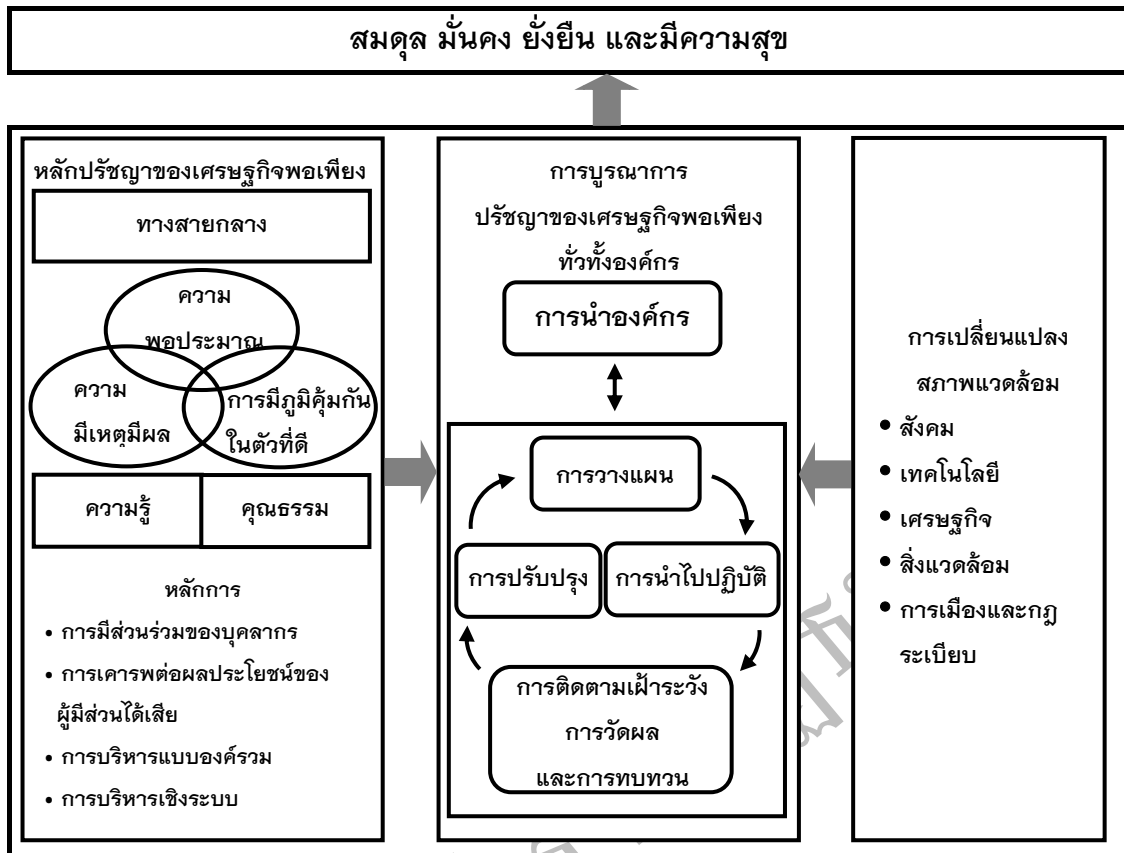 สมดุล มั่นคง ยั่งยืน และมีความสุข
หลักปรัชญาของเศรษฐกิจพอเพียง
ทางสายกลาง
ความ
พอประมาณ
ความ
มีเหตุมีผล
การมีภูมิคุ้มกัน
ในตัวที่ดี
ความรู้
คุณธรรม
หลักการ
• การมีส่วนร่วมของบุคลากร
• การเคารพต่อผลประโยชน์ของ
ผู้มีส่วนได้เสีย
• การบริหารแบบองค์รวม
• การบริหารเชิงระบบ
การบูรณาการ
ปรัชญาของเศรษฐกิจพอเพียง
ทั่วทั้งองค์กร
การนำองค์กร
การวางแผน
การปรับปรุง
การนำไปปฏิบัติ
การติดตามเฝ้าระวัง
การวัดผล
และการทบทวน
การเปลี่ยนแปลง
สภาพแวดล้อม
• สังคม
• เทคโนโลยี
• เศรษฐกิจ
• สิ่งแวดล้อม
• การเมืองและกฎ
ระเบียบ